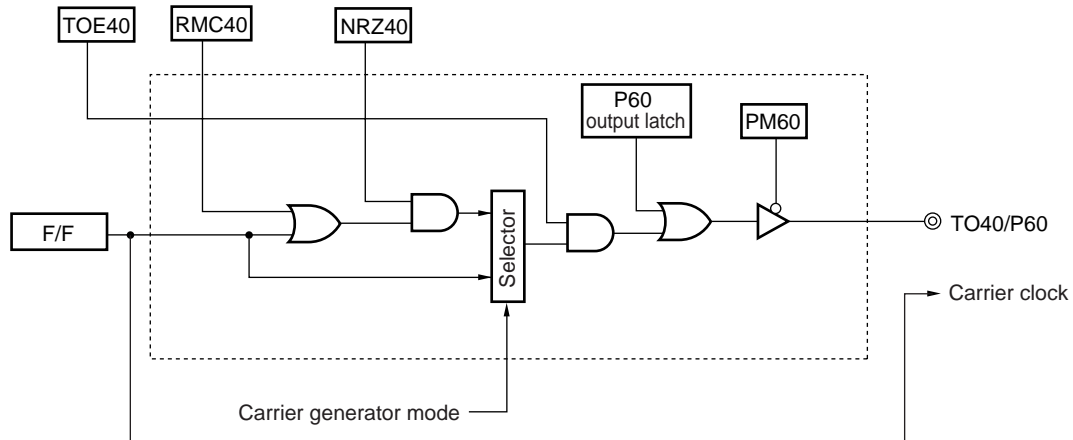 TOE40
RMC40
NRZ40
P60
output latch
PM60
F/F
Selector
TO40/P60
Carrier clock
Carrier generator mode